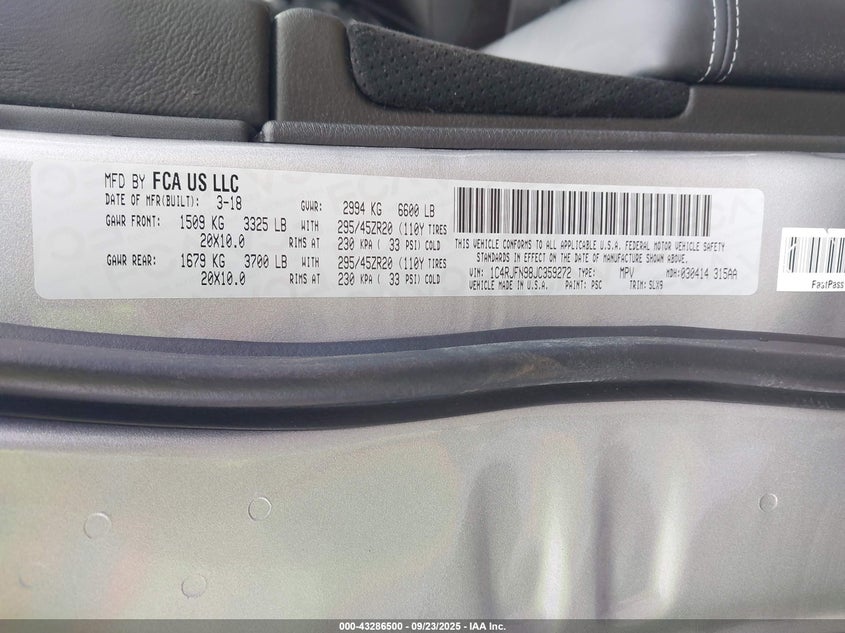 MFD BY FCA US LLC
DATE OF MFR(BUILT): 3-18 GVWR: 2994 KG 6600 LB
GAWR FRONT: 1509 KG 3325 LB WITH 295/45ZR20 (110Y TIRES
20X10.0 RIMS AT 230 KPA ( 33 PSI) COLD
GAWR REAR: 1679 KG 3700 LB WITH 295/45ZR20 (110Y TIRES
20X10.0 RIMS AT 230 KPA ( 33 PSI) COLD
THIS VEHICLE CONFORMS TO ALL APPLICABLE U.S.A. FEDERAL MOTOR VEHICLE SAFETY
STANDARDS IN EFFECT ON THE DATE OF MANUFACTURE SHOWN ABOVE.
VIN: 1C4RJFN98JC359272 TYPE: MPV MDH:030414 315AA
VEHICLE MADE IN U.S.A. PAINT: PSC TRIM: SLX9
FastPass
000-43286500 - 09/23/2025 - IAA Inc.